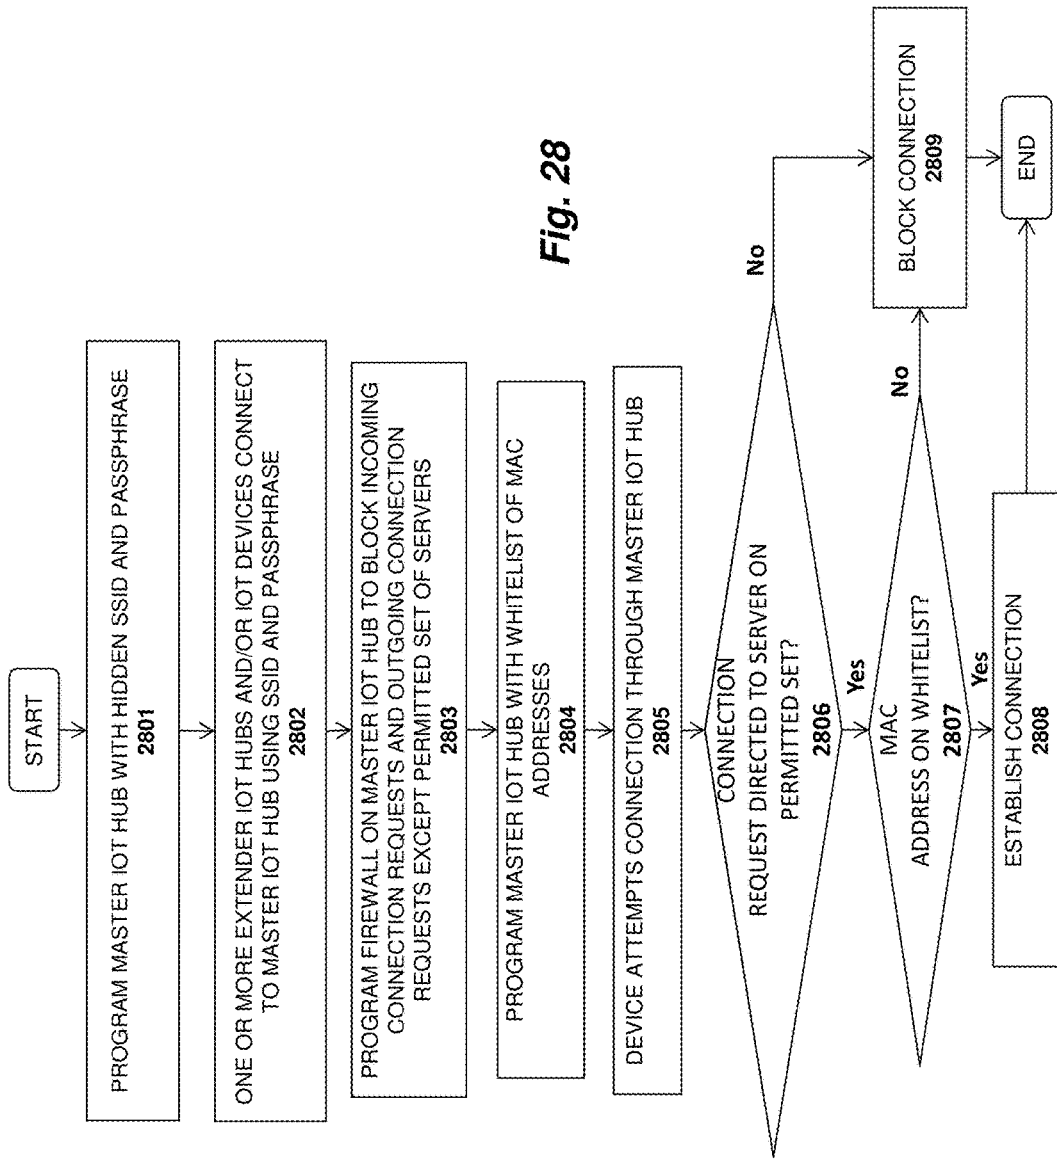 START
PROGRAM MASTER IOT HUB WITH HIDDEN SSID AND PASSPHRASE
2801
ONE OR MORE EXTENDER IOT HUBS AND/OR IOT DEVICES CONNECT
TO MASTER IOT HUB USING SSID AND PASSPHRASE
2802
PROGRAM FIREWALL ON MASTER IOT HUB TO BLOCK INCOMING
CONNECTION REQUESTS AND OUTGOING CONNECTION
REQUESTS EXCEPT PERMITTED SET OF SERVERS
2803
PROGRAM MASTER IOT HUB WITH WHITELIST OF MAC
ADDRESSES
2804
DEVICE ATTEMPTS CONNECTION THROUGH MASTER IOT HUB
2805
CONNECTION
REQUEST DIRECTED TO SERVER ON
PERMITTED SET?
2806
No
Yes
MAC
ADDRESS ON WHITELIST?
2807
No
Yes
ESTABLISH CONNECTION
2808
BLOCK CONNECTION
2809
END
Fig. 28